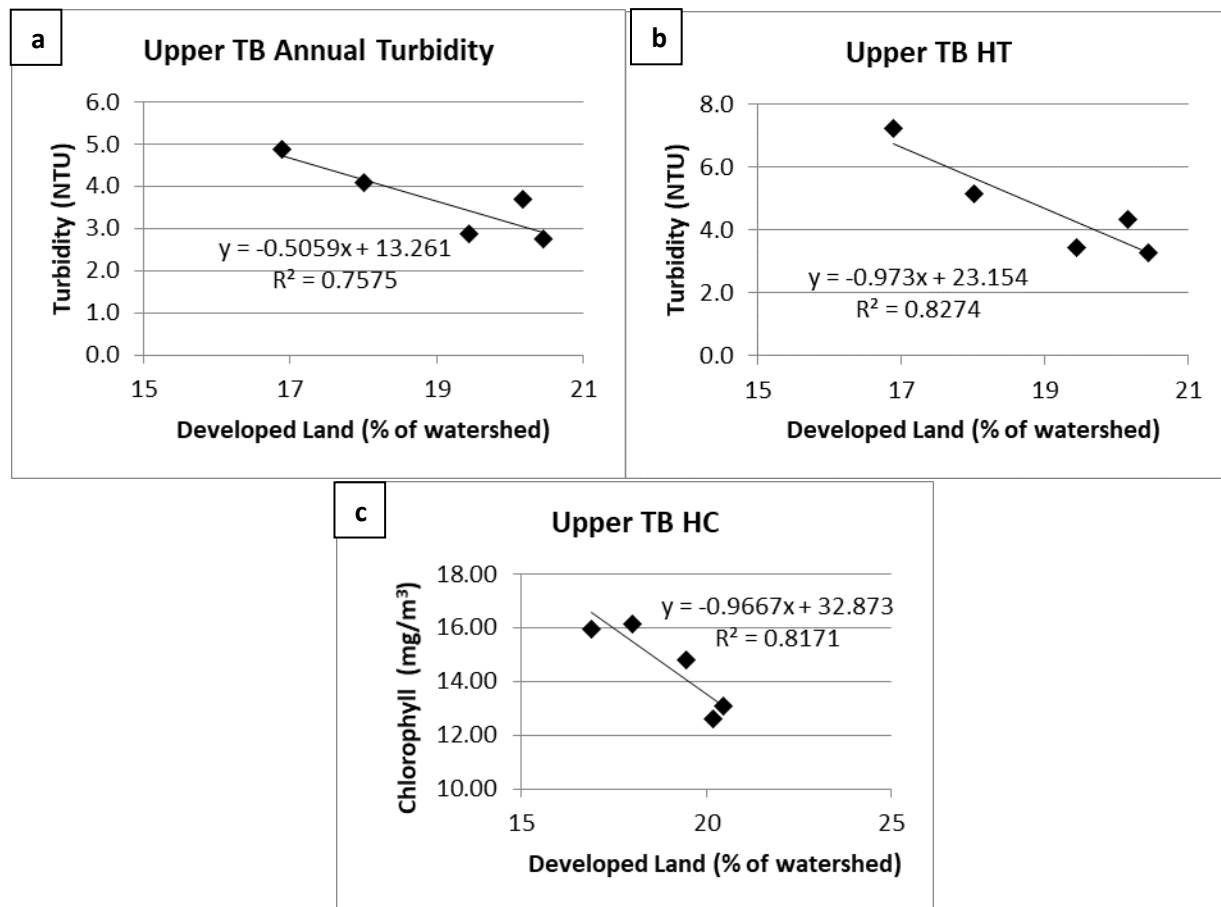 a
Upper TB Annual Turbidity
Turbidity (NTU)
6.0
5.0
4.0
3.0
2.0
1.0
0.0
y = -0.5059x + 13.261
R² = 0.7575
15 17 19 21
Developed Land (% of watershed)
b
Upper TB HT
Turbidity (NTU)
8.0
6.0
4.0
2.0
0.0
y = -0.973x + 23.154
R² = 0.8274
15 17 19 21
Developed Land (% of watershed)
c
Upper TB HC
Chlorophyll (mg/m³)
18.00
16.00
14.00
12.00
10.00
y = -0.9667x + 32.873
R² = 0.8171
15 20 25
Developed Land (% of watershed)